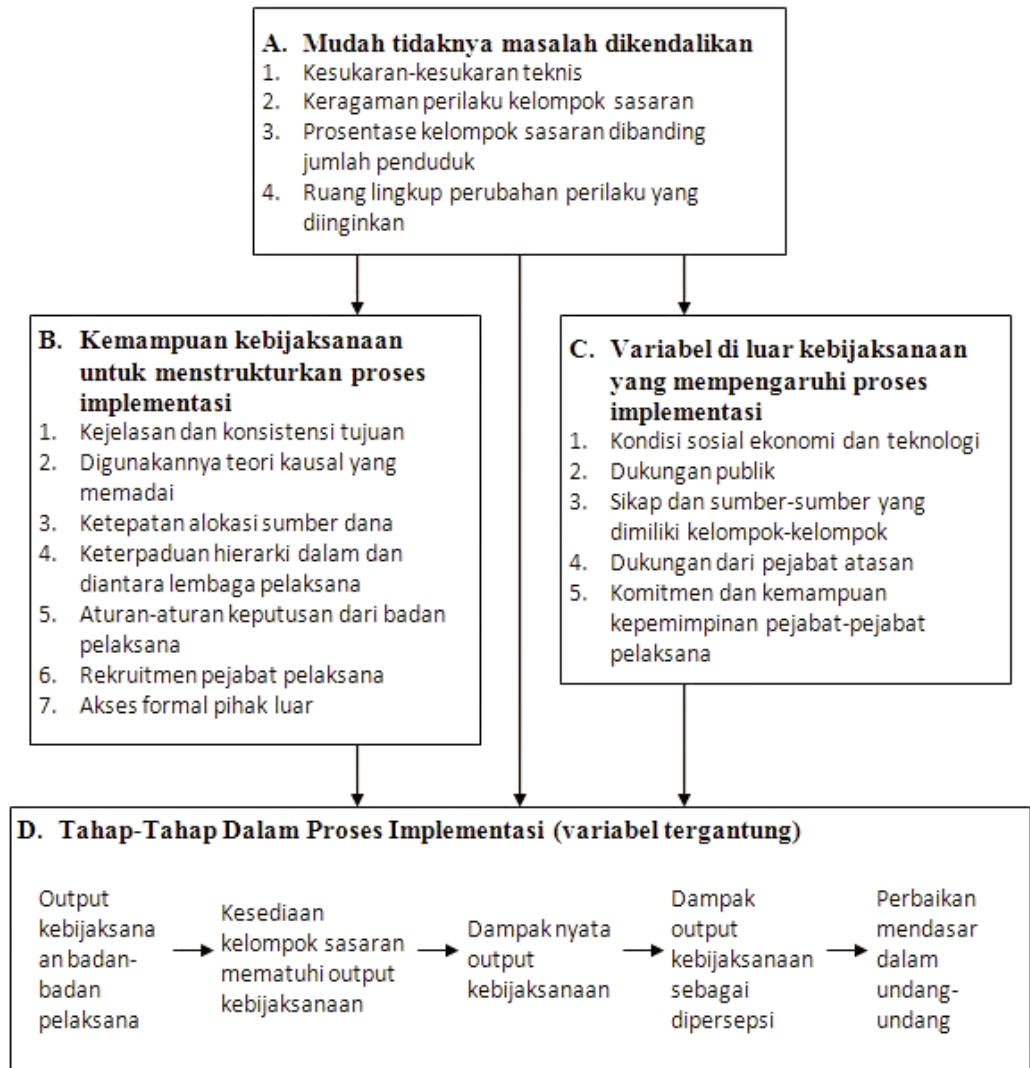 A. Mudah tidaknya masalah dikendalikan
1. Kesukaran-kesukaran teknis
2. Keragaman perilaku kelompok sasaran
3. Prosentase kelompok sasaran dibanding
jumlah penduduk
4. Ruang lingkup perubahan perilaku yang
diinginkan
B. Kemampuan kebijaksanaan
untuk menstrukturkan proses
implementasi
1. Kejelasan dan konsistensi tujuan
2. Digunakannya teori kausal yang
memadai
3. Ketepatan alokasi sumber dana
4. Keterpaduan hierarki dalam dan
diantara lembaga pelaksana
5. Aturan-aturan keputusan dari badan
pelaksana
6. Rekruitmen pejabat pelaksana
7. Akses formal pihak luar
C. Variabel di luar kebijaksanaan
yang mempengaruhi proses
implementasi
1. Kondisi sosial ekonomi dan teknologi
2. Dukungan publik
3. Sikap dan sumber-sumber yang
dimiliki kelompok-kelompok
4. Dukungan dari pejabat atasan
5. Komitmen dan kemampuan
kepemimpinan pejabat-pejabat
pelaksana
D. Tahap-Tahap Dalam Proses Implementasi (variabel tergantung)
Output
kebijaksana
an badan-
badan
pelaksana
Kesediaan
kelompok sasaran
mematuhi output
kebijaksanaan
Dampak nyata
output
kebijaksanaan
Dampak
output
kebijaksanaan
sebagai
dipersepsi
Perbaikan
mendasar
dalam
undang-
undang